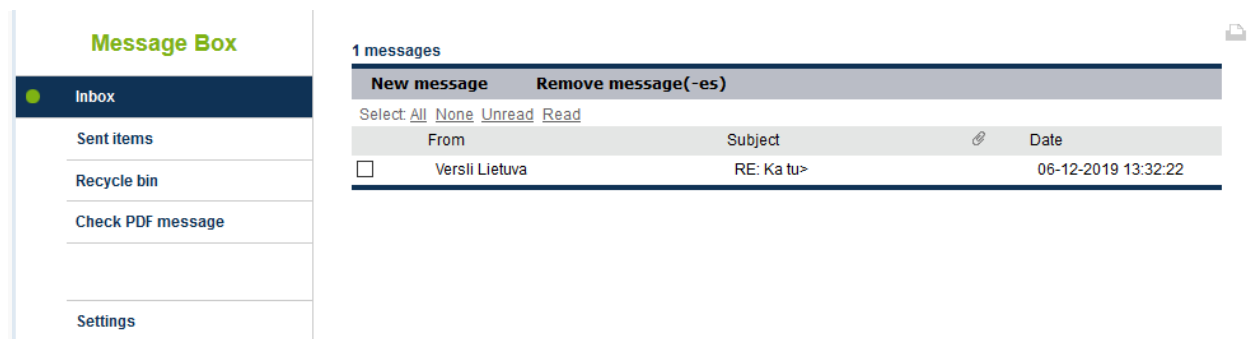 Message Box
Inbox
Sent items
Recycle bin
Check PDF message
Settings
1 messages
New message Remove message(-es)
Select: All None Unread Read
From Subject Date
Versli Lietuva RE: Ka tu> 06-12-2019 13:32:22